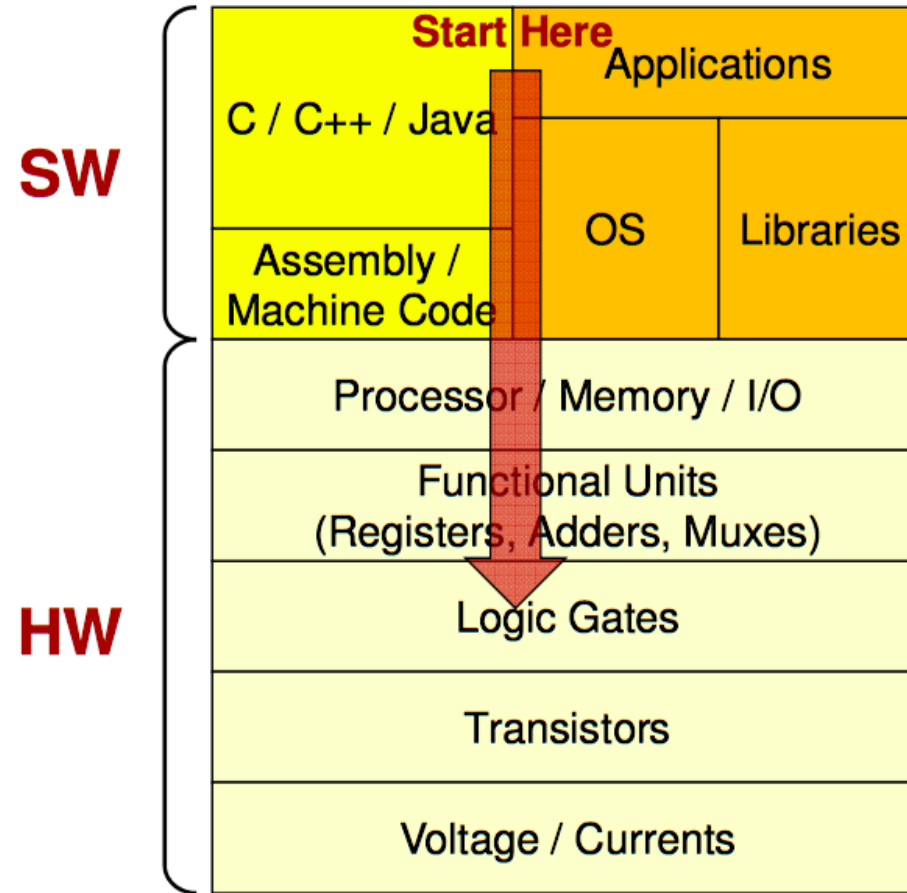 Start Here
Applications
C / C++ / Java
SW
OS
Libraries
Assembly /
Machine Code
Processor / Memory / I/O
Functional Units
(Registers, Adders, Muxes)
HW
Logic Gates
Transistors
Voltage / Currents